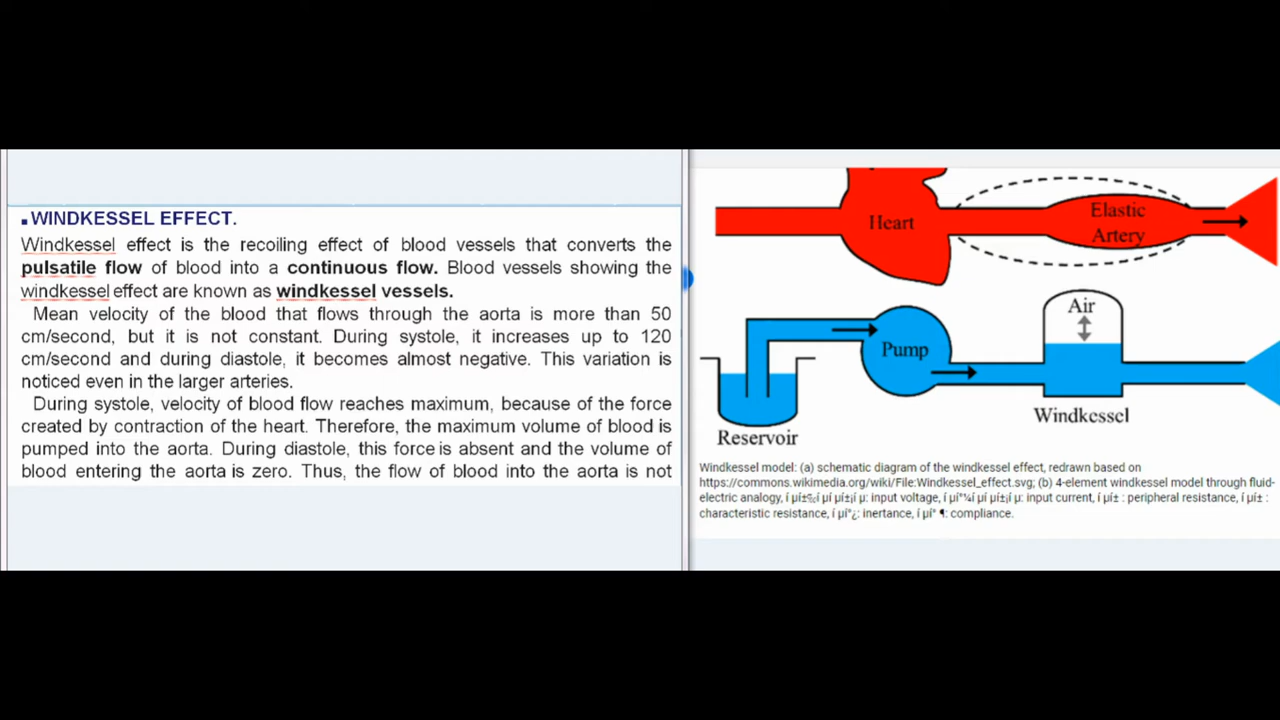 ▪WINDKESSEL EFFECT.
Windkessel effect is the recoiling effect of blood vessels that converts the
pulsatile flow of blood into a continuous flow. Blood vessels showing the
windkessel effect are known as windkessel vessels.
Mean velocity of the blood that flows through the aorta is more than 50
cm/second, but it is not constant. During systole, it increases up to 120
cm/second and during diastole, it becomes almost negative. This variation is
noticed even in the larger arteries.
During systole, velocity of blood flow reaches maximum, because of the force
created by contraction of the heart. Therefore, the maximum volume of blood is
pumped into the aorta. During diastole, this force is absent and the volume of
blood entering the aorta is zero. Thus, the flow of blood into the aorta is not
Heart
Elastic
Artery
Air
Pump
Windkessel
Reservoir
Windkessel model: (a) schematic diagram of the windkessel effect, redrawn based on
https://commons.wikimedia.org/wiki/File:Windkessel_effect.svg; (b) 4-element windkessel model through fluid-
electric analogy, : input voltage, : input current, : peripheral resistance, :
characteristic resistance, : inertance, : compliance.